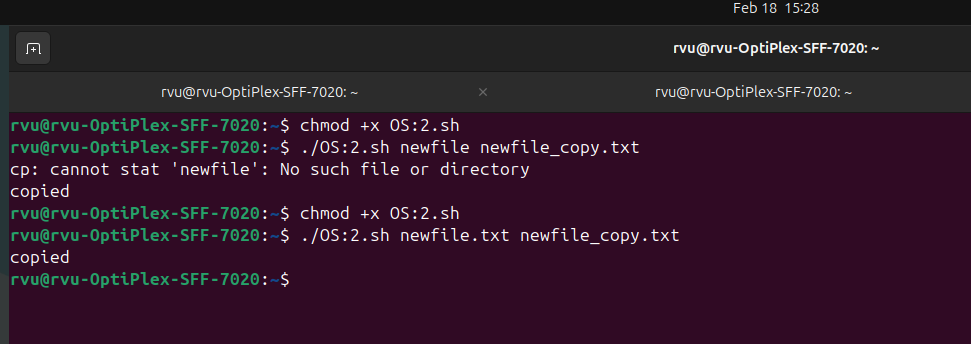 Feb 18 15:28
rvu@rvu-OptiPlex-SFF-7020: ~
rvu@rvu-OptiPlex-SFF-7020: ~ × rvu@rvu-OptiPlex-SFF-7020: ~
rvu@rvu-OptiPlex-SFF-7020:~$ chmod +x OS:2.sh
rvu@rvu-OptiPlex-SFF-7020:~$ ./OS:2.sh newfile newfile_copy.txt
cp: cannot stat 'newfile': No such file or directory
copied
rvu@rvu-OptiPlex-SFF-7020:~$ chmod +x OS:2.sh
rvu@rvu-OptiPlex-SFF-7020:~$ ./OS:2.sh newfile.txt newfile_copy.txt
copied
rvu@rvu-OptiPlex-SFF-7020:~$